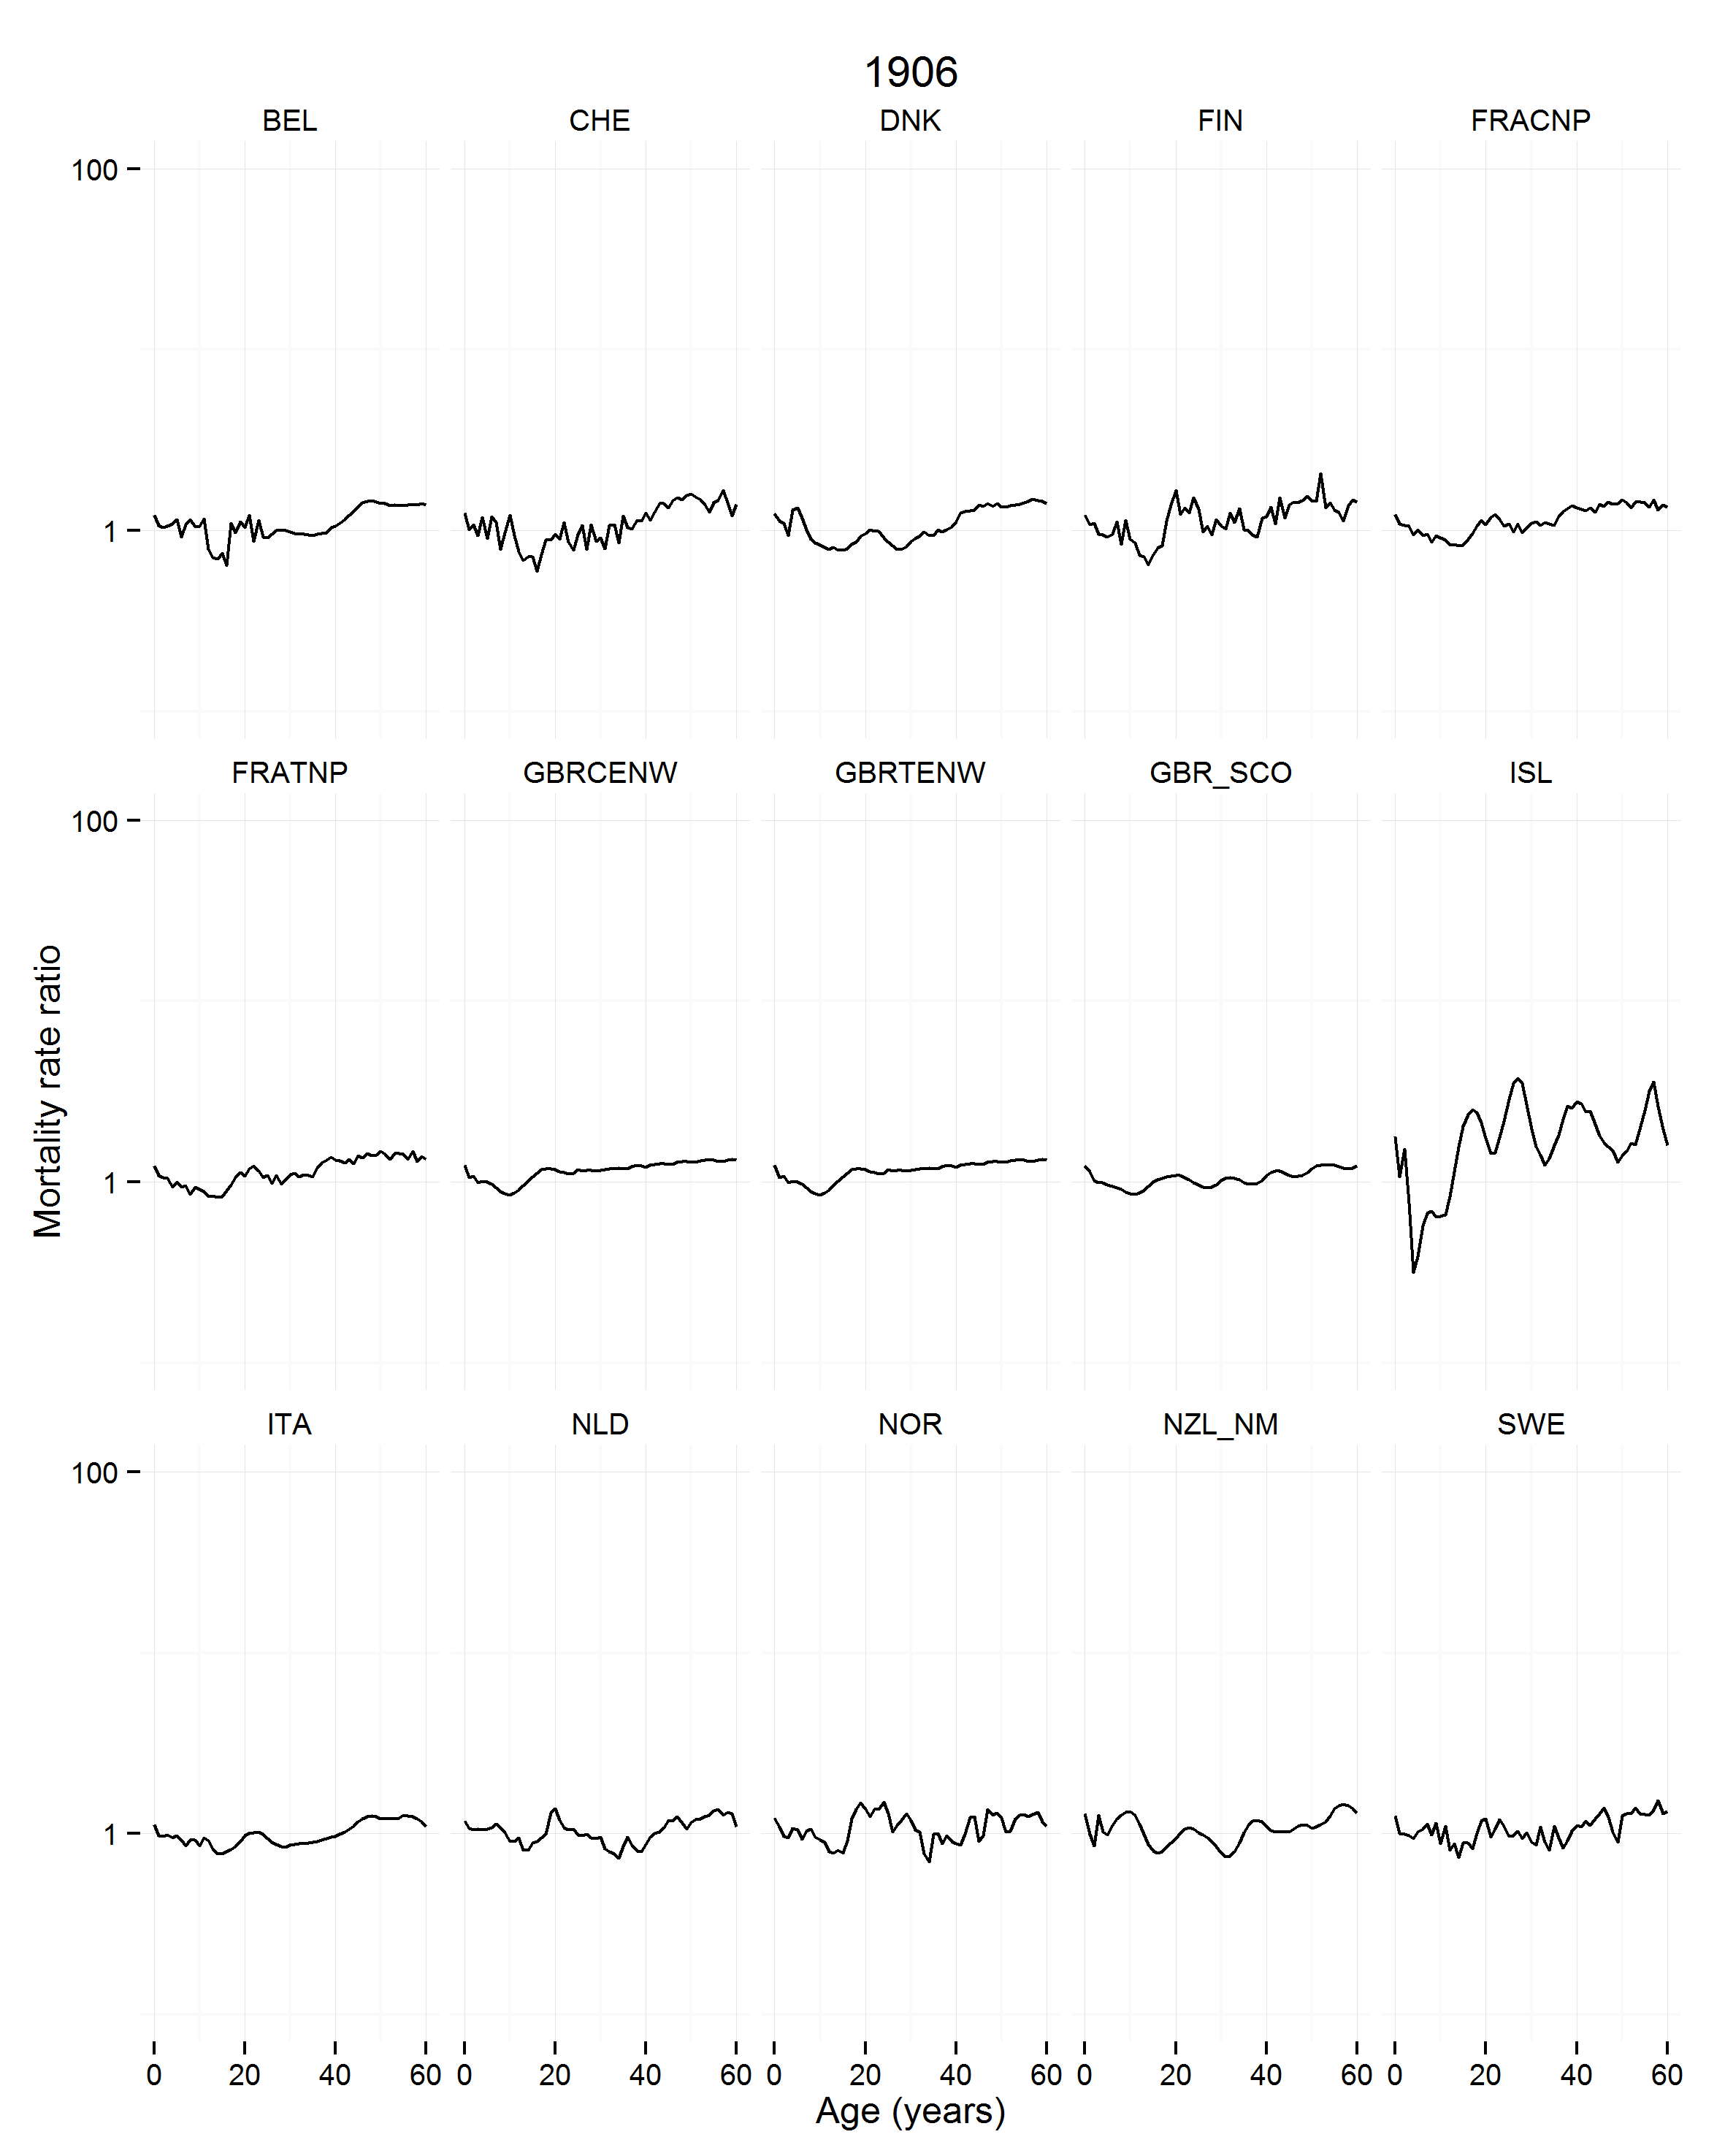 1906
BEL CHE DNK FIN FRACNP
100
1
FRATNP GBRCENW GBRTENW GBR_SCO ISL
100
1
Mortality rate ratio
ITA NLD NOR NZL_NM SWE
100
1
0 20 40 60 0 20 40 60 0 20 40 60 0 20 40 60 0 20 40 60
Age (years)